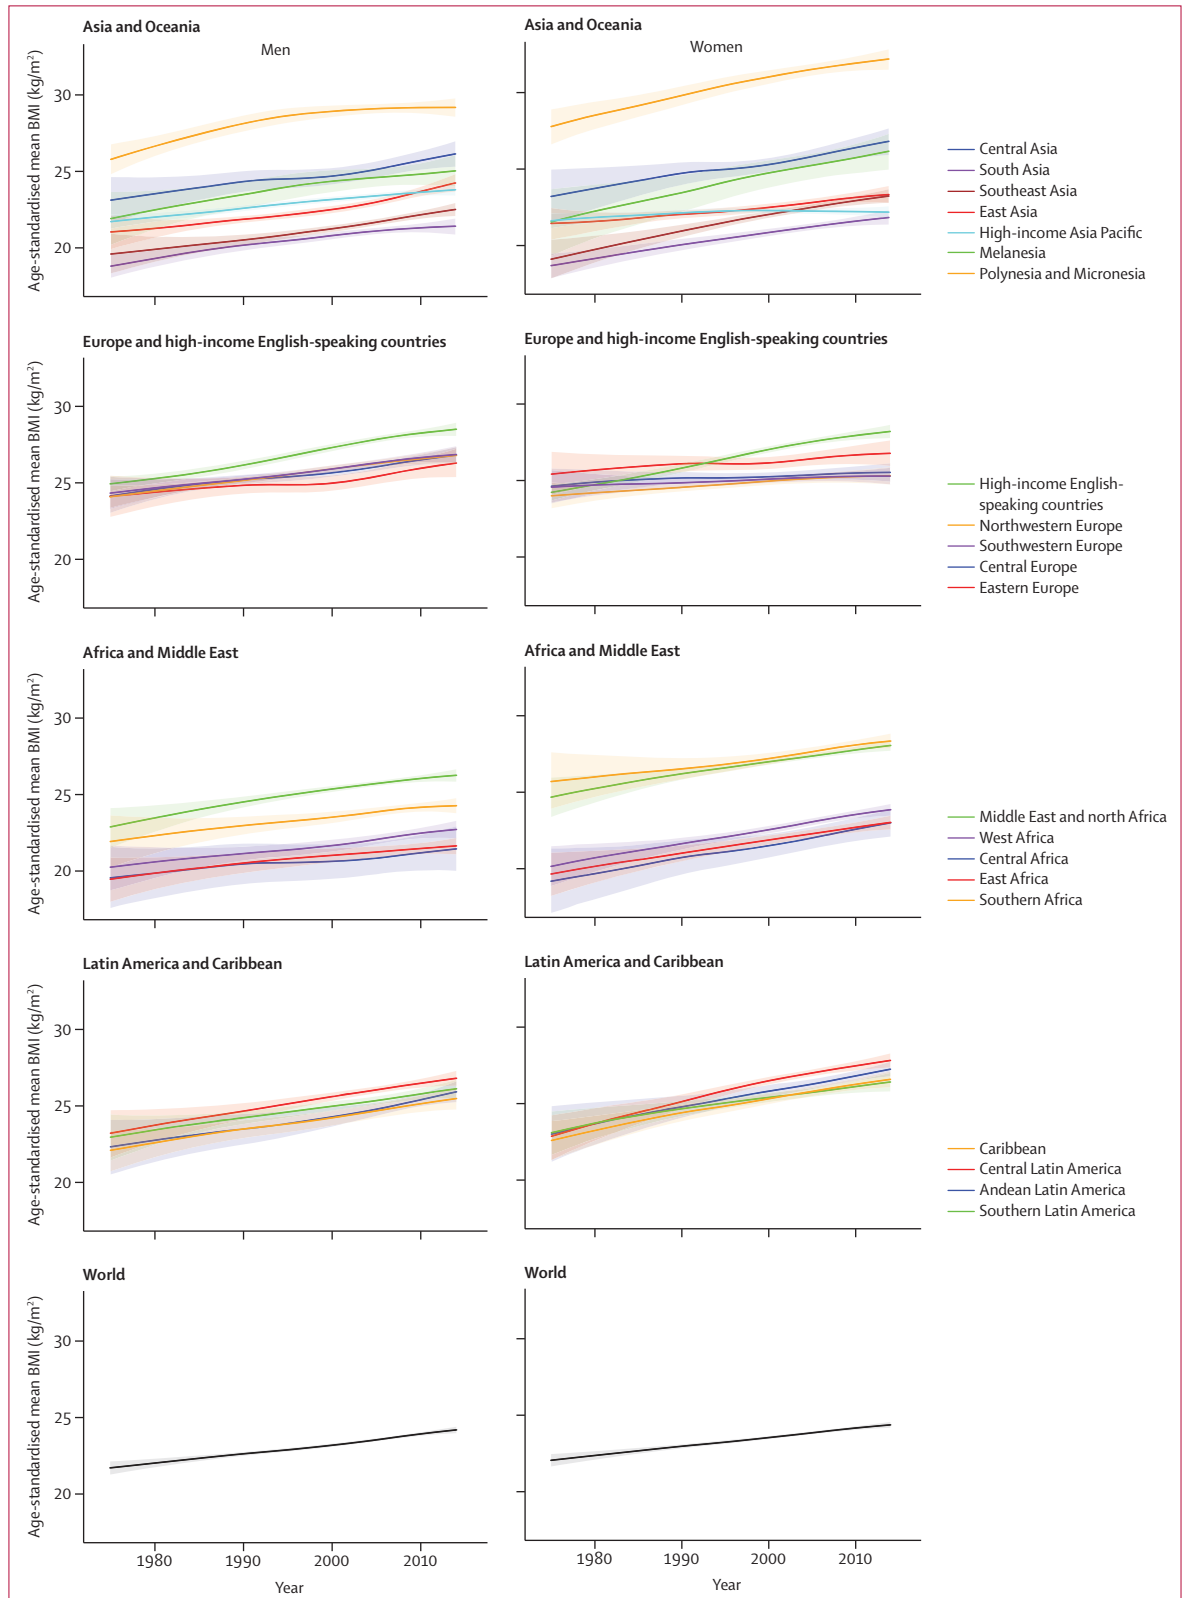 Asia and Oceania
Men
Age-standardised mean BMI (kg/m²)
30
25
20
Asia and Oceania
Women
Central Asia
South Asia
Southeast Asia
East Asia
High-income Asia Pacific
Melanesia
Polynesia and Micronesia
Europe and high-income English-speaking countries
Age-standardised mean BMI (kg/m²)
30
25
20
Europe and high-income English-speaking countries
High-income English-
speaking countries
Northwestern Europe
Southwestern Europe
Central Europe
Eastern Europe
Africa and Middle East
Age-standardised mean BMI (kg/m²)
30
25
20
Africa and Middle East
Middle East and north Africa
West Africa
Central Africa
East Africa
Southern Africa
Latin America and Caribbean
Age-standardised mean BMI (kg/m²)
30
25
20
Latin America and Caribbean
Caribbean
Central Latin America
Andean Latin America
Southern Latin America
World
Age-standardised mean BMI (kg/m²)
30
25
20
1980 1990 2000 2010
Year
World
1980 1990 2000 2010
Year